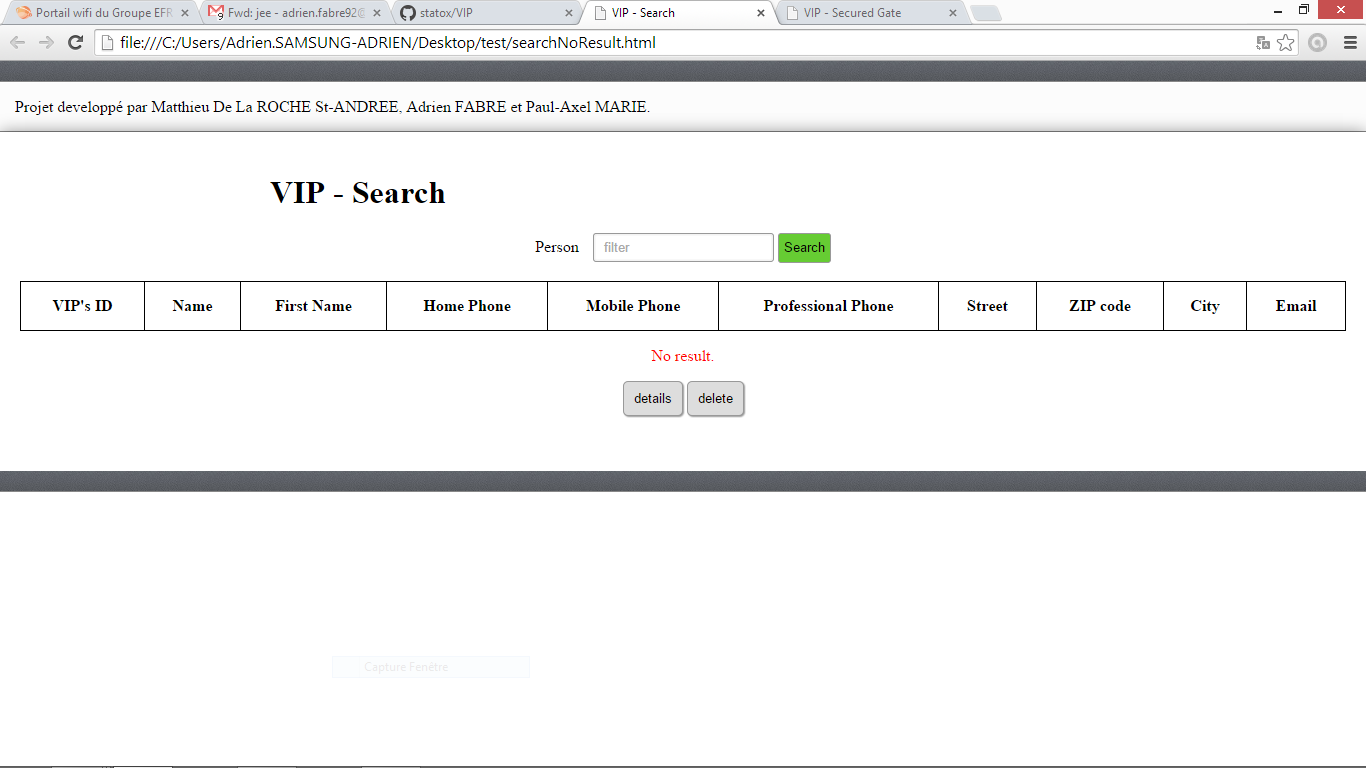 Portail wifi du Groupe EFR
Fwd: jee - adrien.fabre92@
statox/VIP
VIP - Search
VIP - Secured Gate
file:///C:/Users/Adrien.SAMSUNG-ADRIEN/Desktop/test/searchNoResult.html
Projet developpé par Matthieu De La ROCHE St-ANDREE, Adrien FABRE et Paul-Axel MARIE.
VIP - Search
Person filter Search
VIP's ID Name First Name Home Phone Mobile Phone Professional Phone Street ZIP code City Email
No result.
details delete
Capture Fenêtre